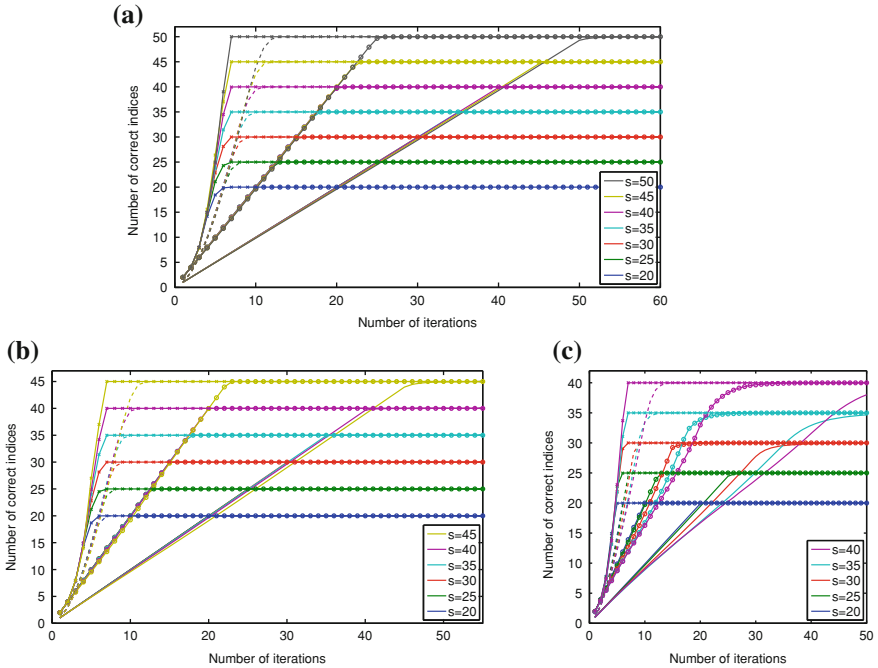 (a)
Number of correct indices
50
45
40
35
30
25
20
15
10
5
0
s=50
s=45
s=40
s=35
s=30
s=25
s=20
0 10 20 30 40 50 60
Number of iterations
(b)
Number of correct indices
45
40
35
30
25
20
15
10
5
0
s=45
s=40
s=35
s=30
s=25
s=20
0 10 20 30 40 50
Number of iterations
(c)
Number of correct indices
40
35
30
25
20
15
10
5
0
s=40
s=35
s=30
s=25
s=20
0 10 20 30 40 50
Number of iterations